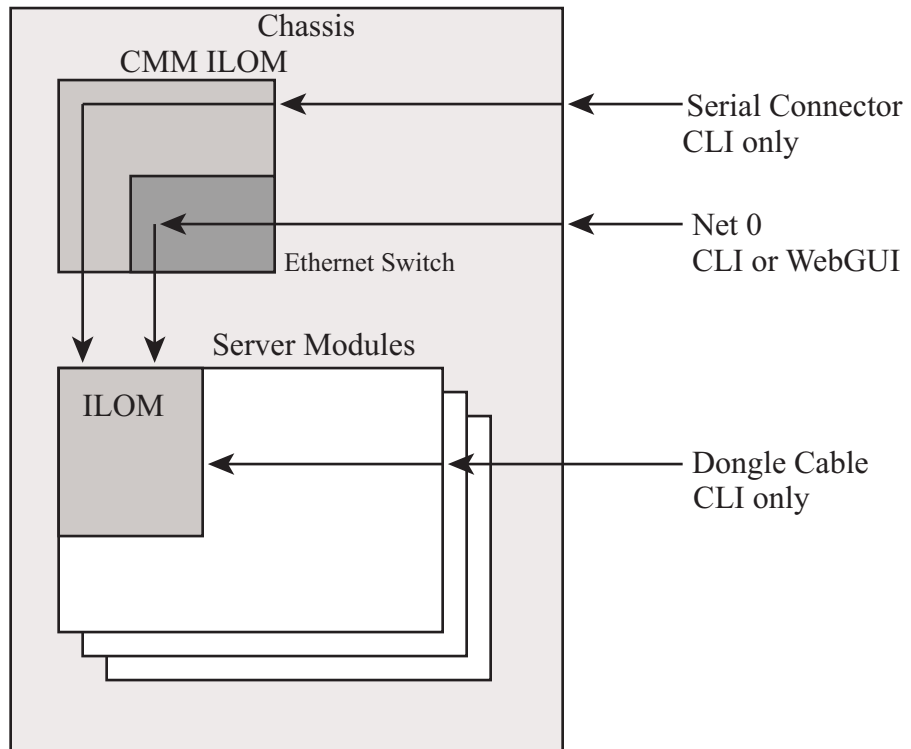 Chassis
CMM ILOM
Serial Connector
CLI only
Net 0
CLI or WebGUI
Ethernet Switch
Server Modules
ILOM
Dongle Cable
CLI only